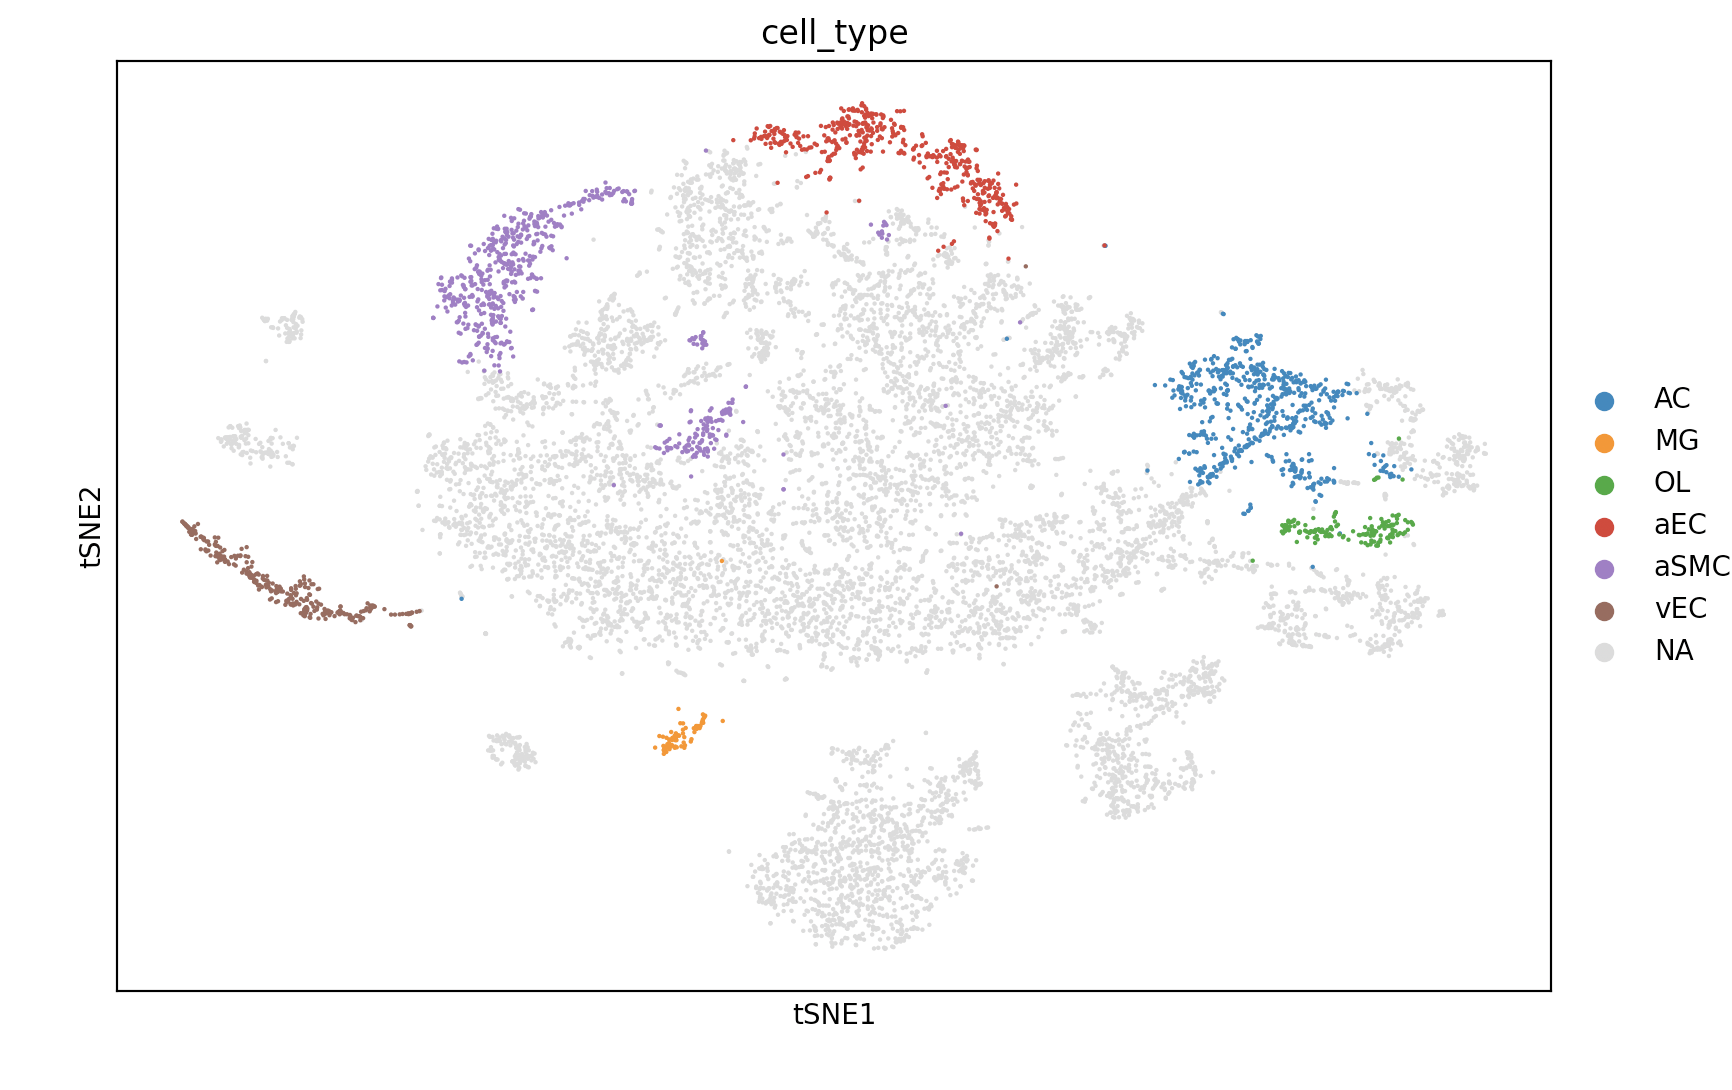 cell_type
tSNE2
tSNE1
AC
MG
OL
aEC
aSMC
vEC
NA